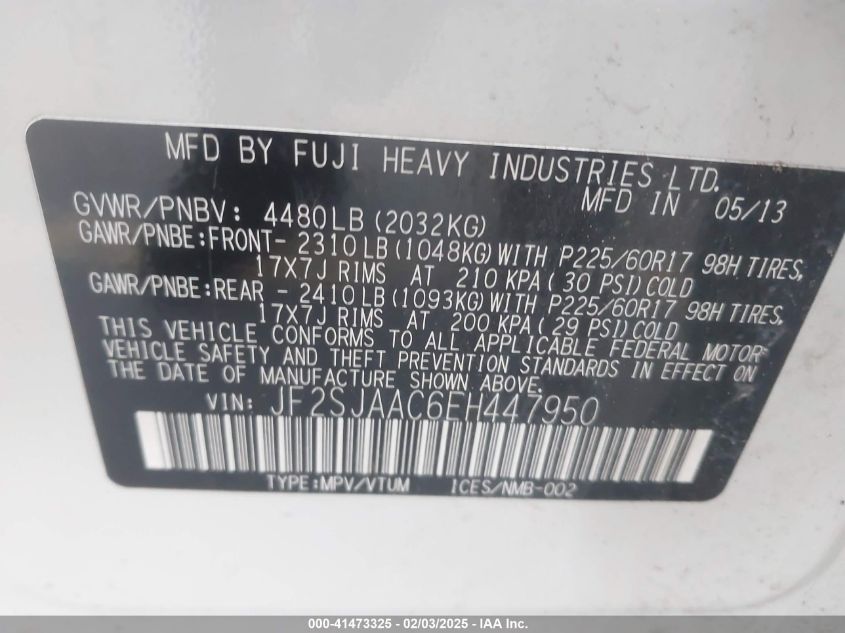 MFD BY FUJI HEAVY INDUSTRIES LTD.
MFD IN 05/13
GVWR/PNBV: 4480LB (2032KG)
GAWR/PNBE:FRONT- 2310LB(1048KG)WITH P225/60R17 98H TIRES,
17X7J RIMS AT 210 KPA( 30 PSI)COLD
GAWR/PNBE:REAR - 2410LB(1093KG)WITH P225/60R17 98H TIRES,
17X7J RIMS AT 200 KPA( 29 PSI)COLD
THIS VEHICLE CONFORMS TO ALL APPLICABLE FEDERAL MOTOR
VEHICLE SAFETY AND THEFT PREVENTION STANDARDS IN EFFECT ON
THE DATE OF MANUFACTURE SHOWN ABOVE.
VIN: JF2SJAAC6EH447950
TYPE:MPV/VTUM ICES/NMB-002
000-41473325 - 02/03/2025 - IAA Inc.